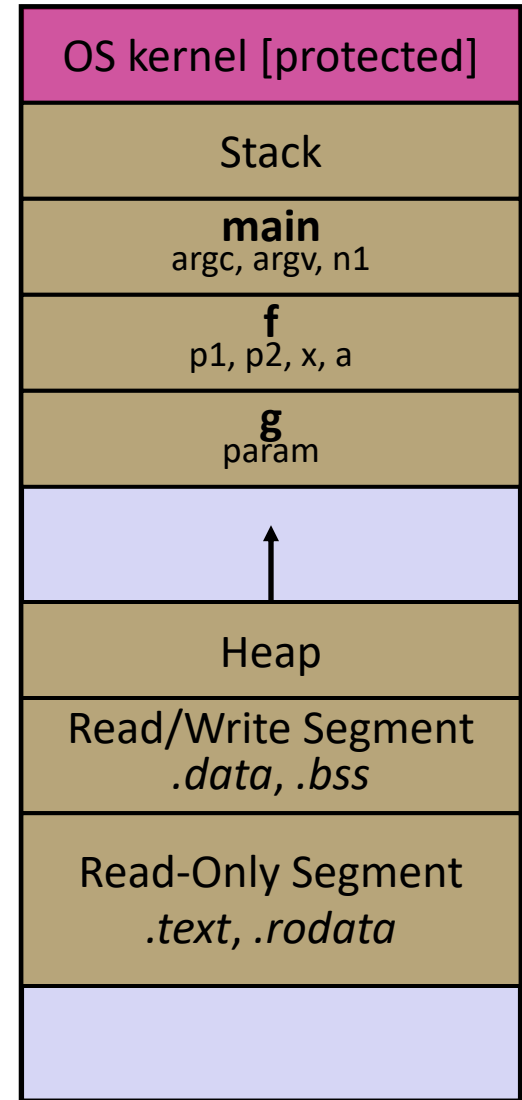 OS kernel [protected]
Stack
main
argc, argv, n1
f
p1, p2, x, a
g
param
Heap
Read/Write Segment
.data, .bss
Read-Only Segment
.text, .rodata